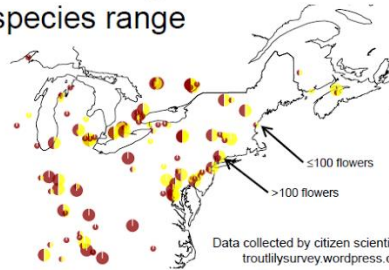 species range
≤100 flowers
>100 flowers
Data collected by citizen scienti
troutlilysurvey.wordpress.c